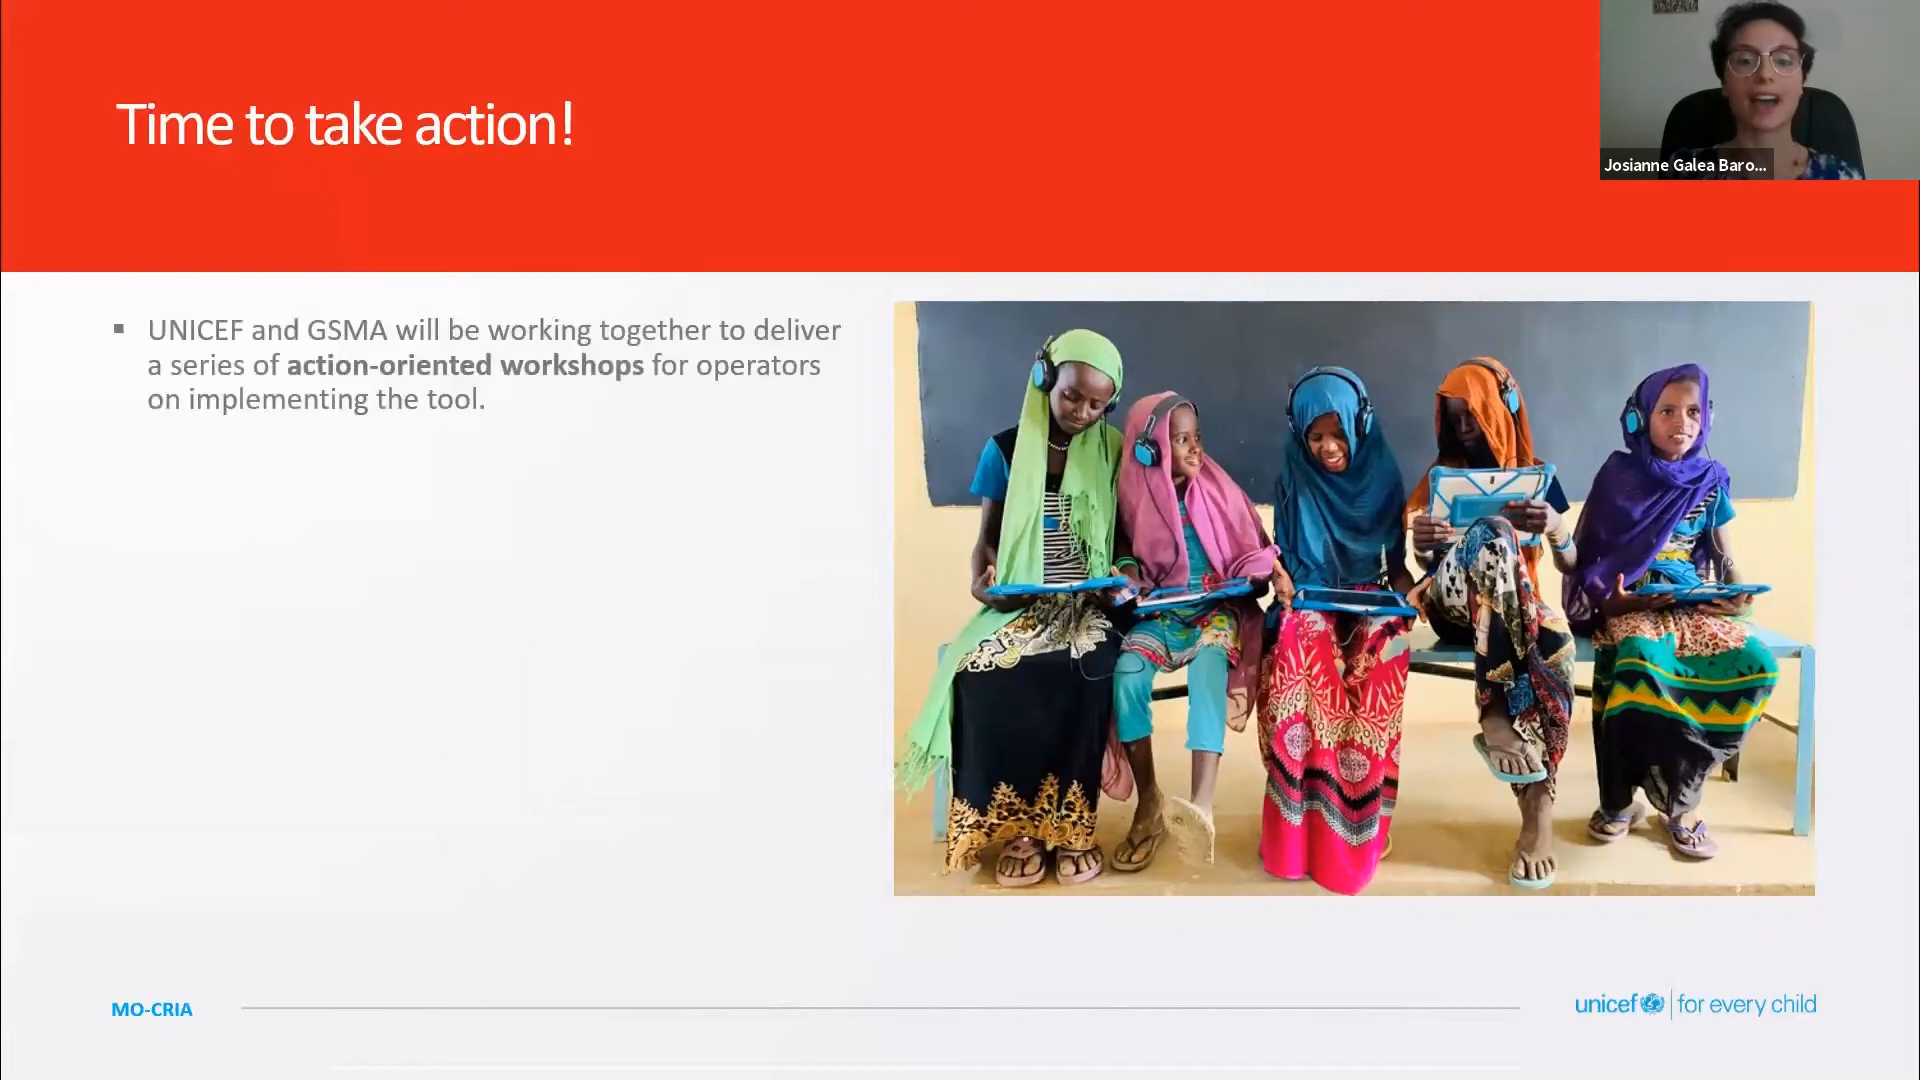 Time to take action!
Josianne Galea Baro...
▪ UNICEF and GSMA will be working together to deliver
a series of action-oriented workshops for operators
on implementing the tool.
MO-CRIA
unicef | for every child